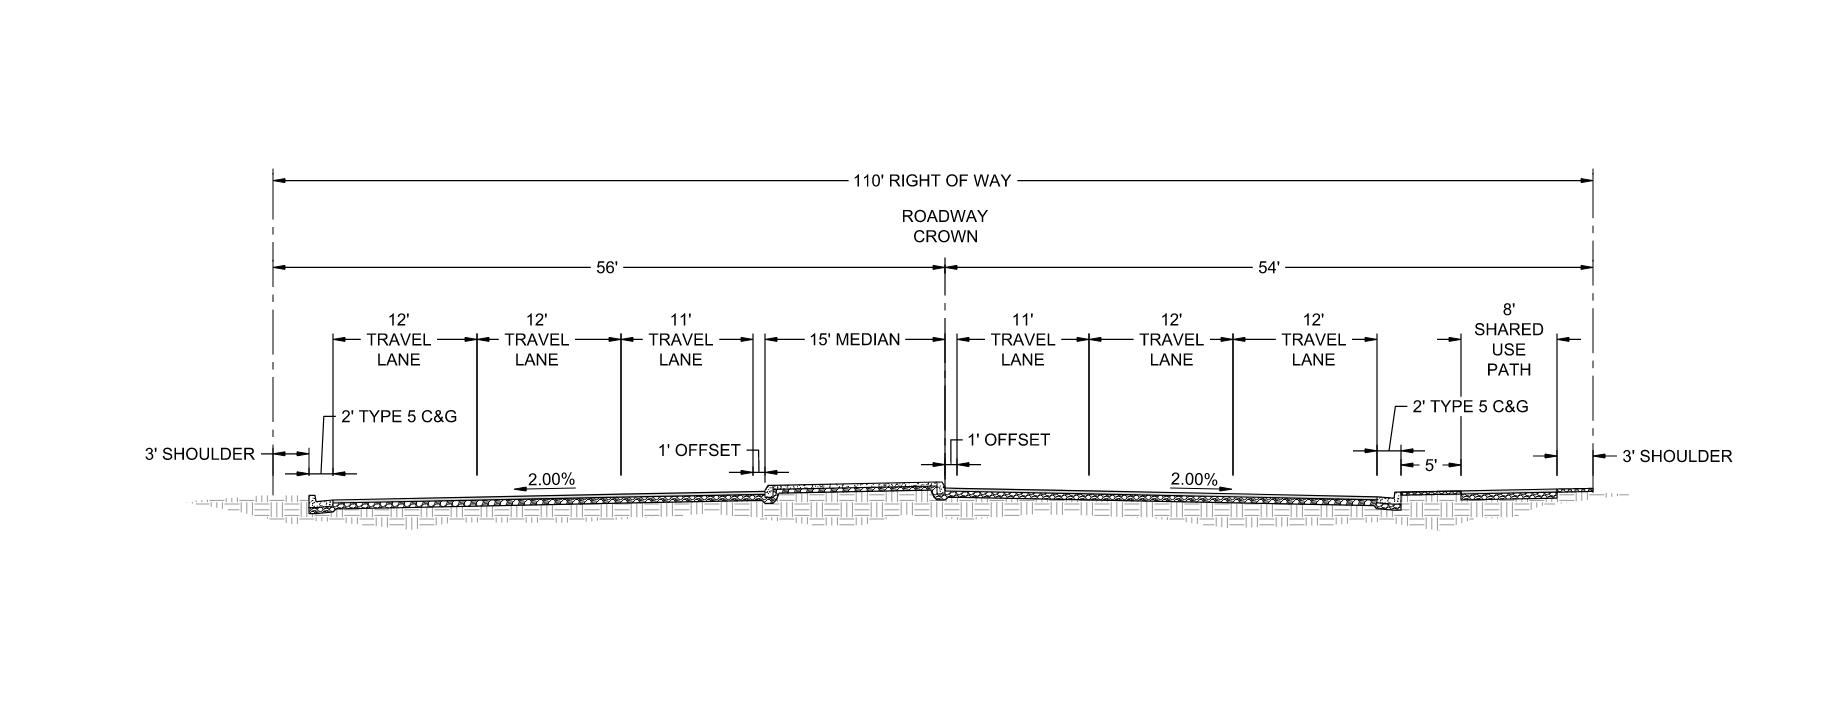 110' RIGHT OF WAY
ROADWAY
CROWN
56'
54'
12'
TRAVEL
LANE
12'
TRAVEL
LANE
11'
TRAVEL
LANE
15' MEDIAN
11'
TRAVEL
LANE
12'
TRAVEL
LANE
12'
TRAVEL
LANE
8'
SHARED
USE
PATH
2' TYPE 5 C&G
2' TYPE 5 C&G
3' SHOULDER
1' OFFSET
1' OFFSET
5'
3' SHOULDER
2.00%
2.00%